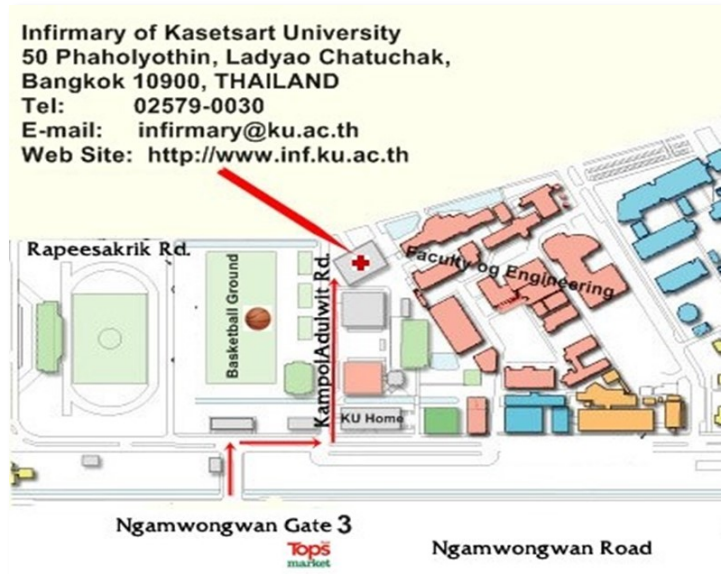 Infirmary of Kasetsart University
50 Phaholyothin, Ladyao Chatuchak,
Bangkok 10900, THAILAND
Tel: 02579-0030
E-mail: infirmary@ku.ac.th
Web Site: http://www.inf.ku.ac.th
Rapeesakrik Rd.
Basketball Ground
KampolAdulwit Rd.
Faculty og Engineering
KU Home
Ngamwongwan Gate 3
Tops
market
Ngamwongwan Road